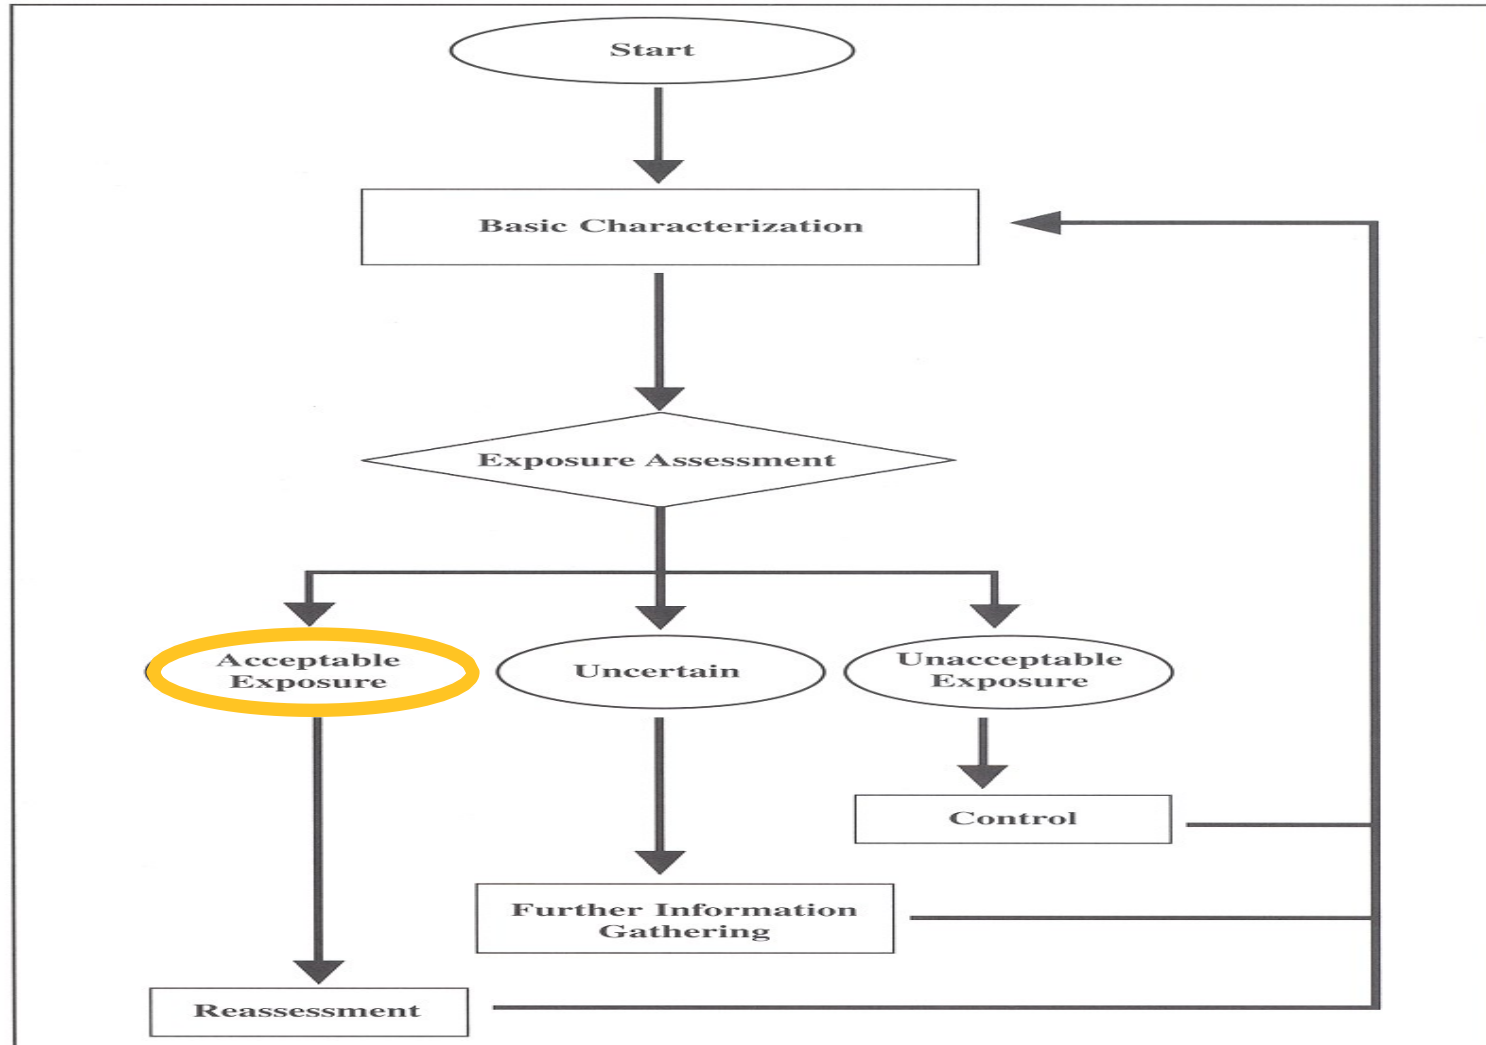 Start
Basic Characterization
Exposure Assessment
Acceptable
Exposure
Uncertain
Unacceptable
Exposure
Control
Further Information
Gathering
Reassessment